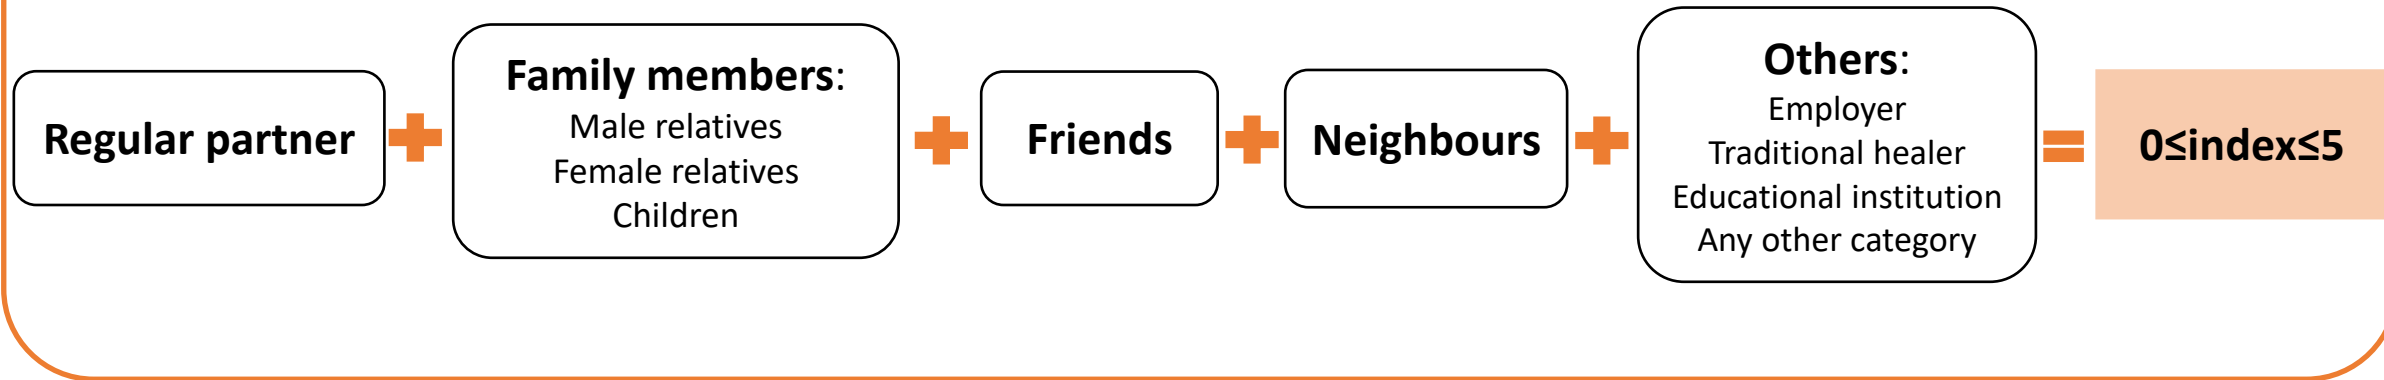 Regular partner
Family members:
Male relatives
Female relatives
Children
Friends
Neighbours
Others:
Employer
Traditional healer
Educational institution
Any other category
0≤index≤5